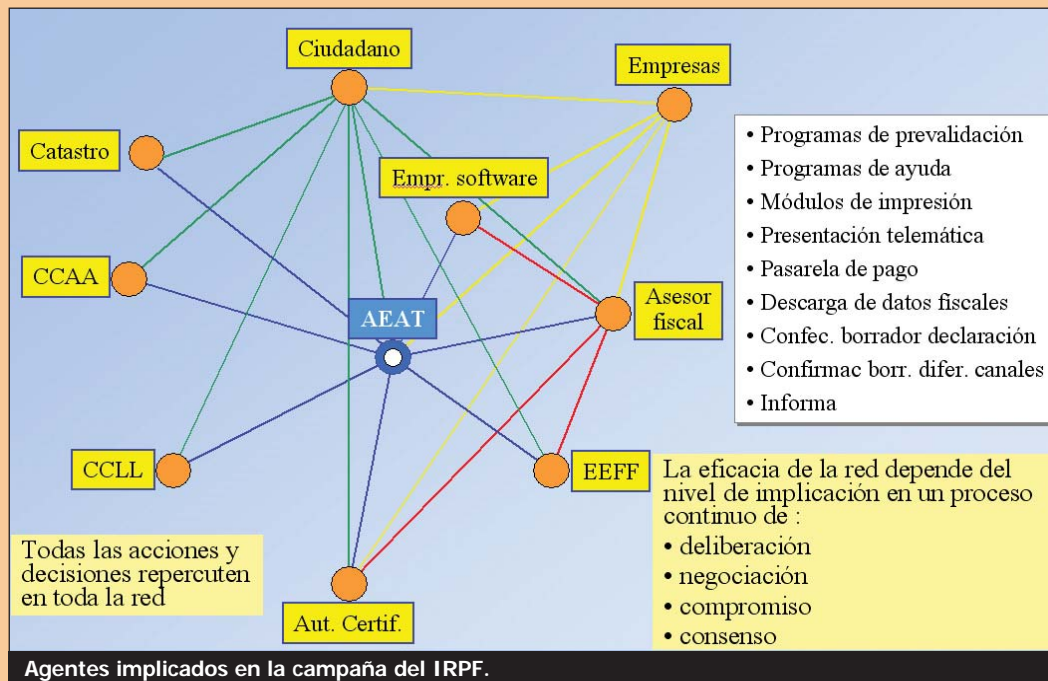 Ciudadano
Empresas
Catastro
Empr. software
• Programas de prevalidación
• Programas de ayuda
• Módulos de impresión
• Presentación telemática
• Pasarela de pago
• Descarga de datos fiscales
• Confec. borrador declaración
• Confirmac borr. difer. canales
• Informa
CCAA
AEAT
Asesor
fiscal
CCLL
EEFF
La eficacia de la red depende del
nivel de implicación en un proceso
continuo de :
• deliberación
• negociación
• compromiso
• consenso
Todas las acciones y
decisiones repercuten
en toda la red
Aut. Certif.
Agentes implicados en la campaña del IRPF.